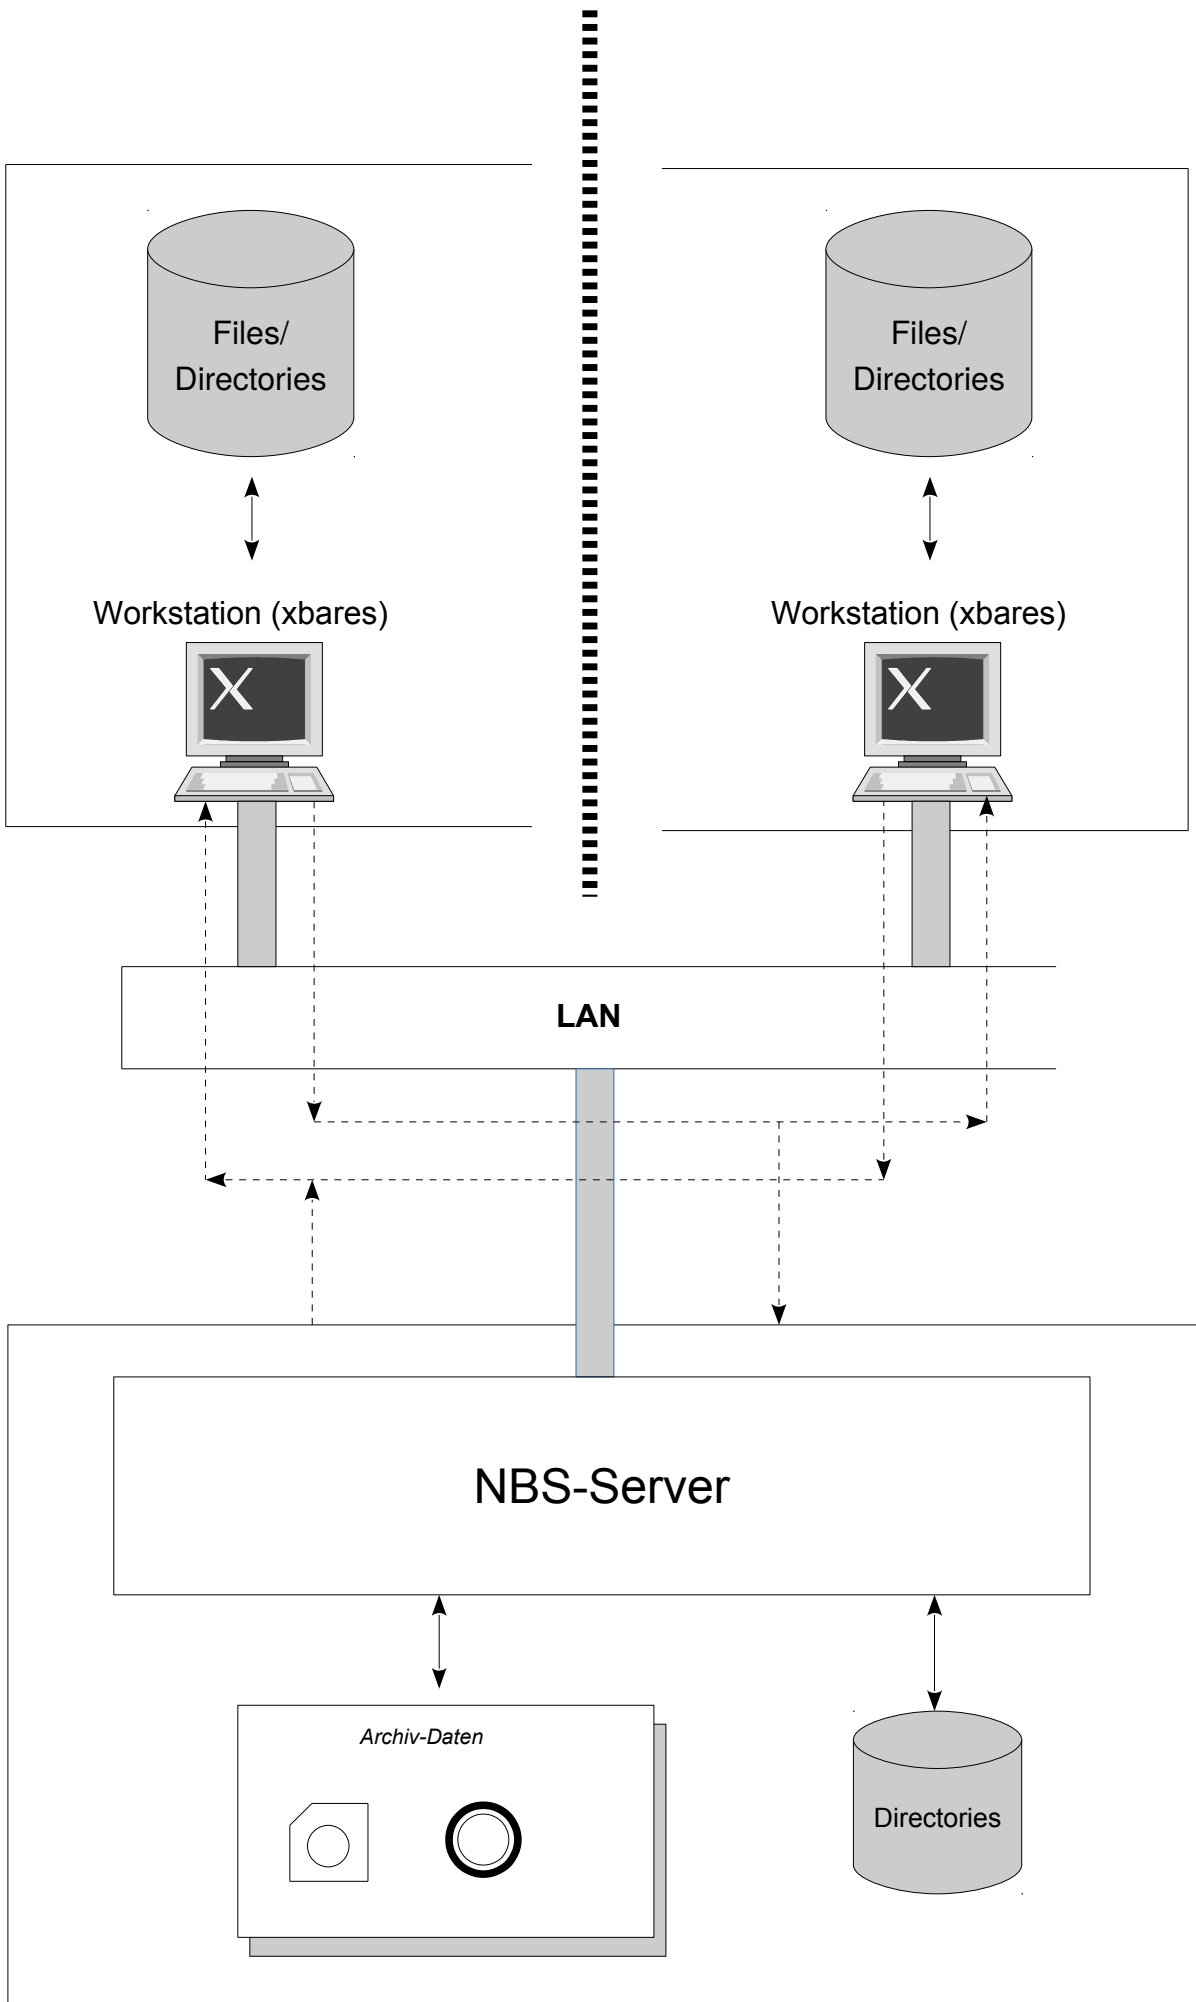 Files/
Directories
Files/
Directories
Workstation (xbares)
Workstation (xbares)
X
X
LAN
NBS-Server
Archiv-Daten
Directories